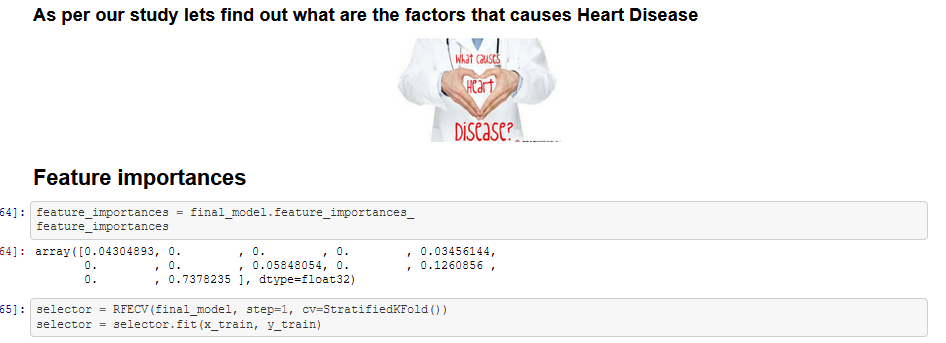 As per our study lets find out what are the factors that causes Heart Disease
What causes
Heart
Disease?
Feature importances
64]: feature_importances = final_model.feature_importances_
feature_importances
64]: array([0.04304893, 0. , 0. , 0. , 0.03456144,
0. , 0. , 0.05848054, 0. , 0.1260856 ,
0. , 0.7378235 ], dtype=float32)
65]: selector = RFECV(final_model, step=1, cv=StratifiedKFold())
selector = selector.fit(x_train, y_train)